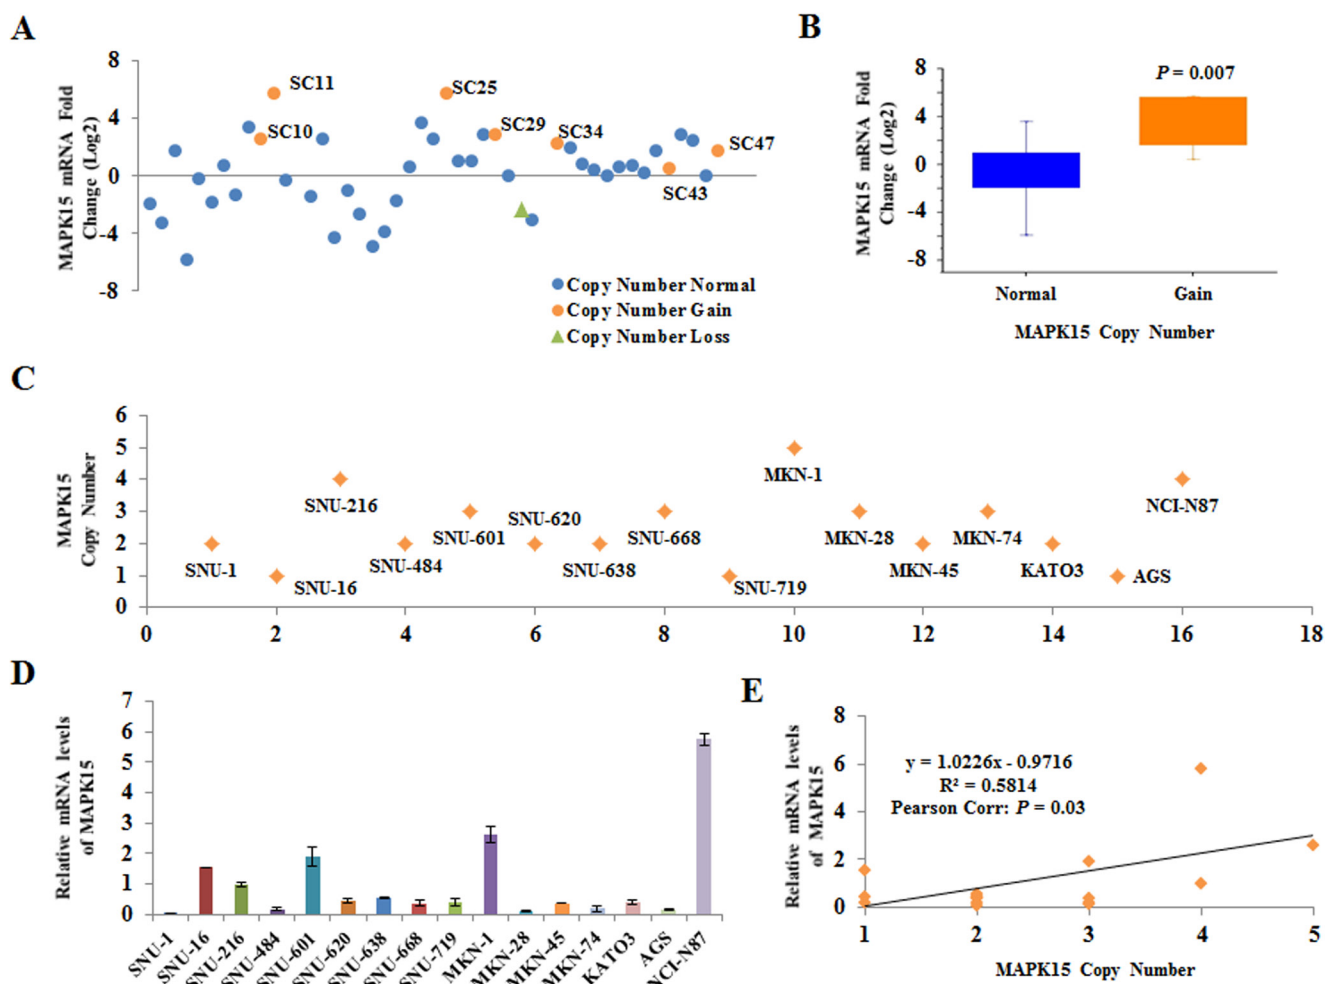 A
MAPK15 mRNA Fold
Change (Log2)
8
4
0
-4
-8
SC11
SC10
SC25
SC29
SC34
SC43
SC47
Copy Number Normal
Copy Number Gain
Copy Number Loss
B
MAPK15 mRNA Fold
Change (Log2)
8
4
0
-4
-8
P = 0.007
Normal
Gain
MAPK15 Copy Number
C
MAPK15
Copy Number
6
5
4
3
2
1
0
SNU-1
SNU-16
SNU-216
SNU-484
SNU-601
SNU-620
SNU-638
SNU-668
SNU-719
MKN-1
MKN-28
MKN-45
MKN-74
KATO3
AGS
NCI-N87
0 2 4 6 8 10 12 14 16 18
D
Relative mRNA levels
of MAPK15
7
6
5
4
3
2
1
0
SNU-1
SNU-16
SNU-216
SNU-484
SNU-601
SNU-620
SNU-638
SNU-668
SNU-719
MKN-1
MKN-28
MKN-45
MKN-74
KATO3
AGS
NCI-N87
E
Relative mRNA levels
of MAPK15
8
6
4
2
0
y = 1.0226x - 0.9716
R² = 0.5814
Pearson Corr: P = 0.03
1 2 3 4 5
MAPK15 Copy Number